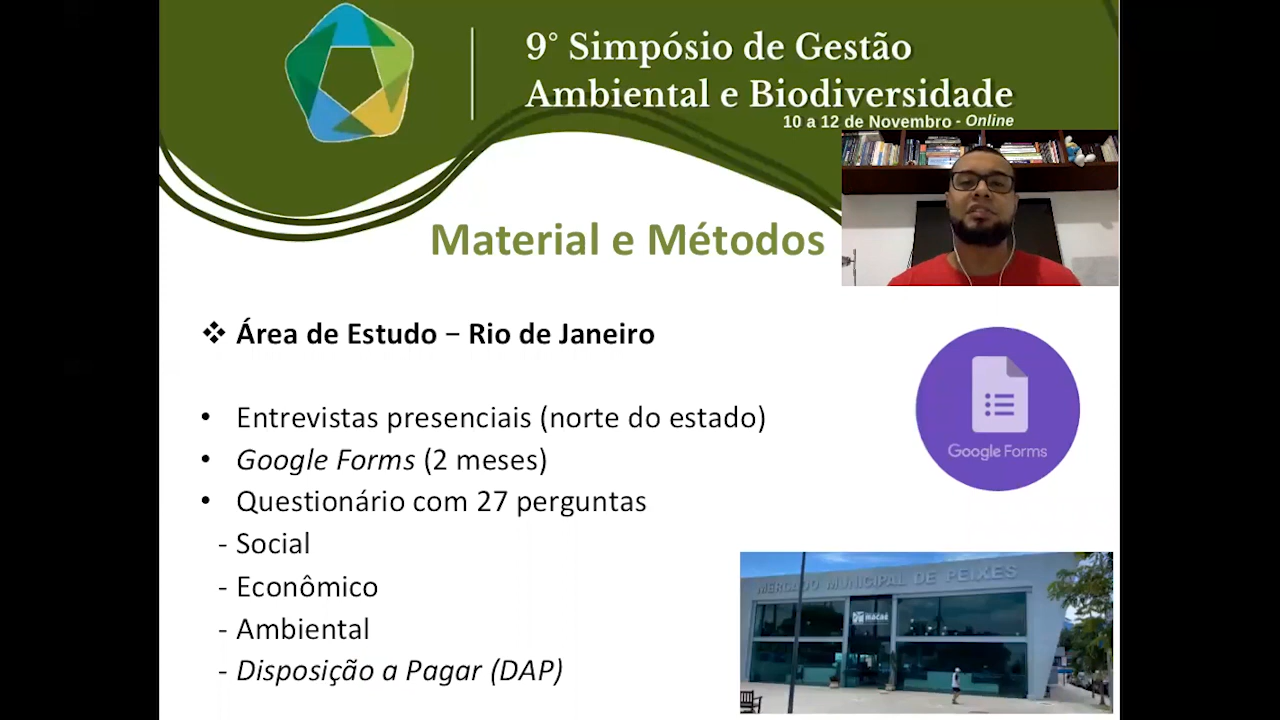 9° Simpósio de Gestão
Ambiental e Biodiversidade
10 a 12 de Novembro - Online
Material e Métodos
❖ Área de Estudo – Rio de Janeiro
• Entrevistas presenciais (norte do estado)
• Google Forms (2 meses)
• Questionário com 27 perguntas
- Social
- Econômico
- Ambiental
- Disposição a Pagar (DAP)
Google Forms
MERCADO MUNICIPAL DE PEIXES
macaé